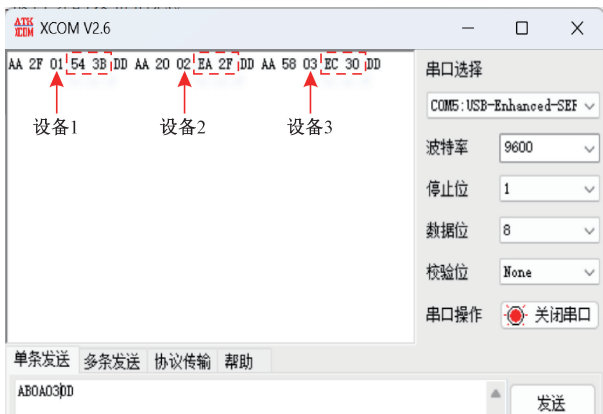 ATK XCOM XCOM V2.6
AA 2F 01 54 3B DD AA 20 02 EA 2F DD AA 58 03 EC 30 DD
设备1 设备2 设备3
串口选择
COM5:USB-Enhanced-SEF
波特率 9600
停止位 1
数据位 8
校验位 None
串口操作 关闭串口
单条发送 多条发送 协议传输 帮助
AB0A03DD
发送